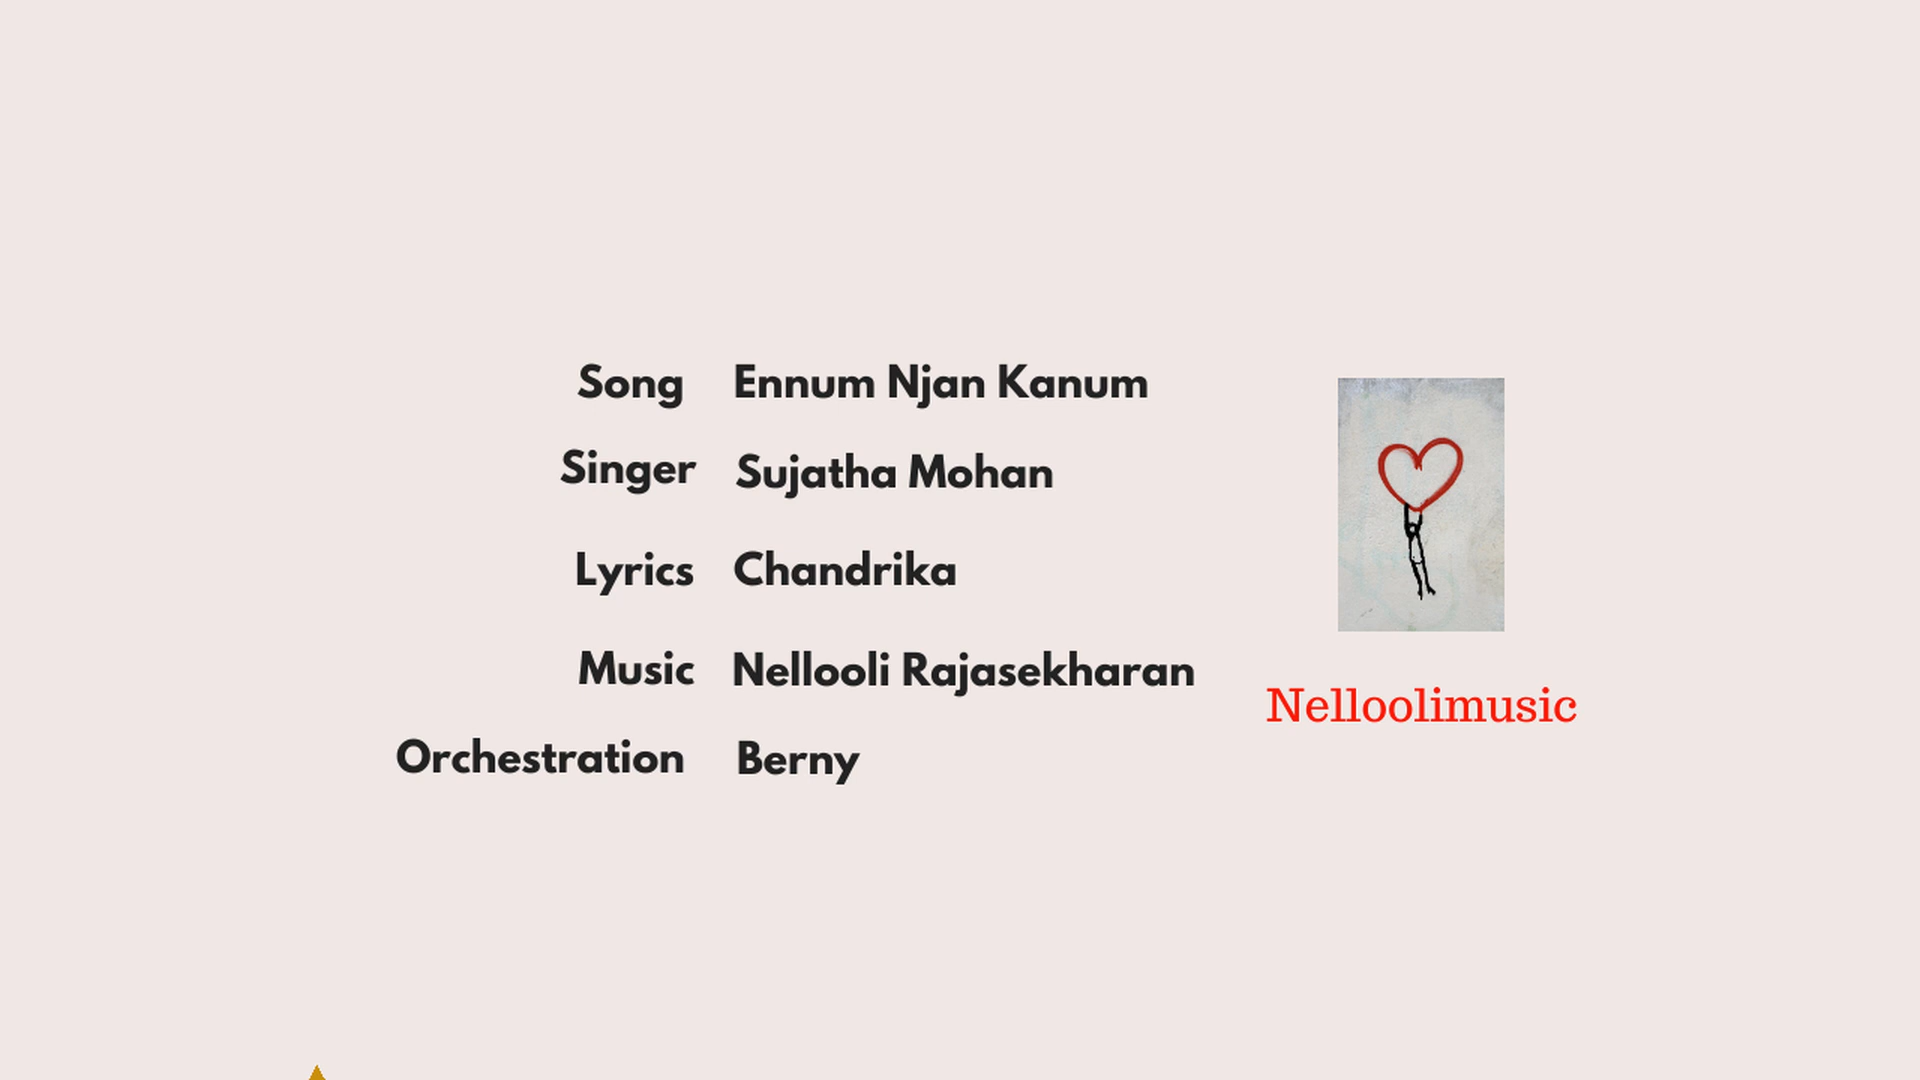 Song Ennum Njan Kanum
Singer Sujatha Mohan
Lyrics Chandrika
Music Nellooli Rajasekharan
Orchestration Berny
Nelloolimusic